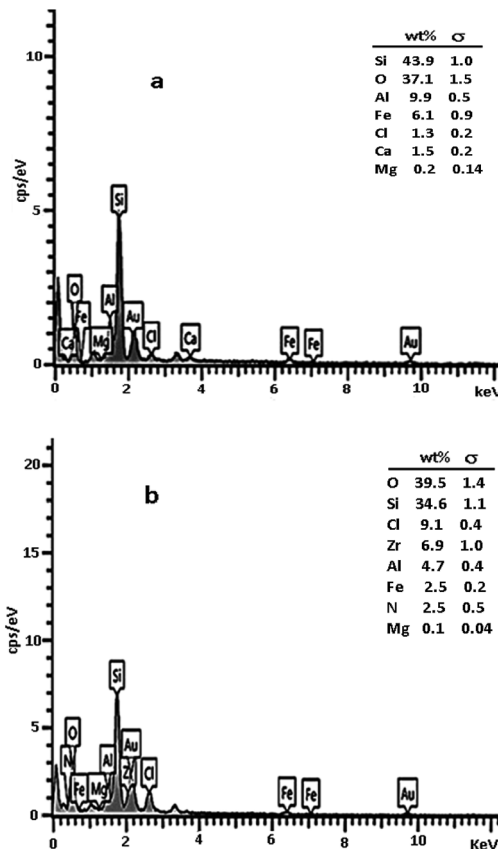 10
a
wt% σ
Si 43.9 1.0
O 37.1 1.5
Al 9.9 0.5
Fe 6.1 0.9
Cl 1.3 0.2
Ca 1.5 0.2
Mg 0.2 0.14
cps/eV
5
Si
O
Fe
Al
Au
Ca
Mg
Cl
Ca
Fe
Fe
Au
0
0 2 4 6 8 10
keV
20
b
wt% σ
O 39.5 1.4
Si 34.6 1.1
Cl 9.1 0.4
Zr 6.9 1.0
Al 4.7 0.4
Fe 2.5 0.2
N 2.5 0.5
Mg 0.1 0.04
15
cps/eV
10
Si
5
O
Au
N
Al
Zr
Cl
Fe
Mg
Fe
Fe
Au
0
0 2 4 6 8 10
KeV